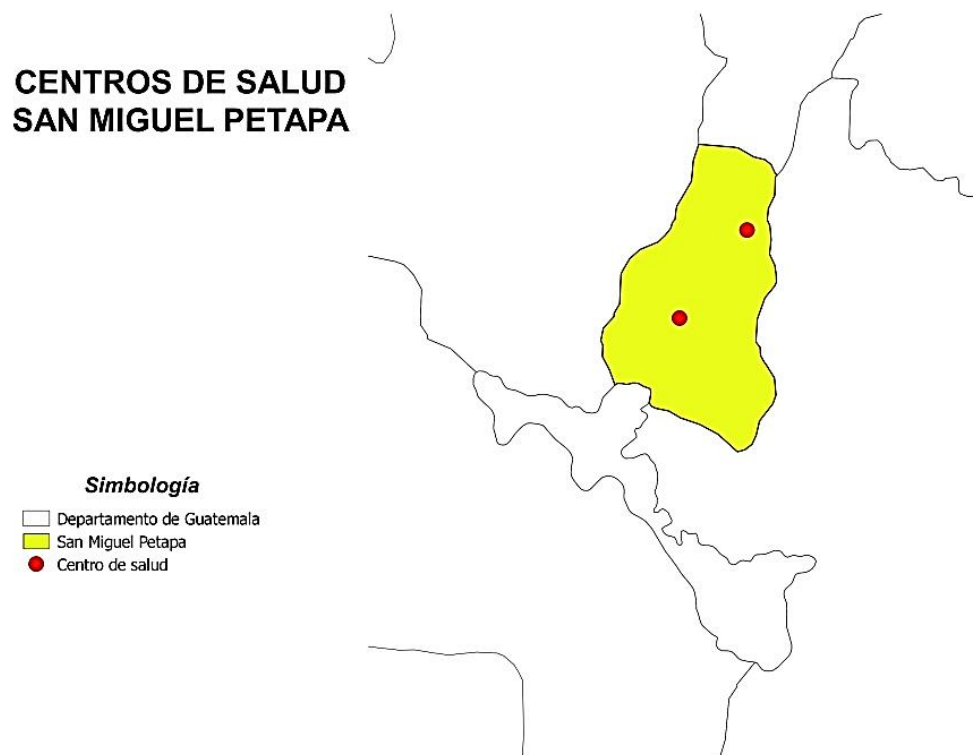 CENTROS DE SALUD
SAN MIGUEL PETAPA
Simbología
Departamento de Guatemala
San Miguel Petapa
Centro de salud